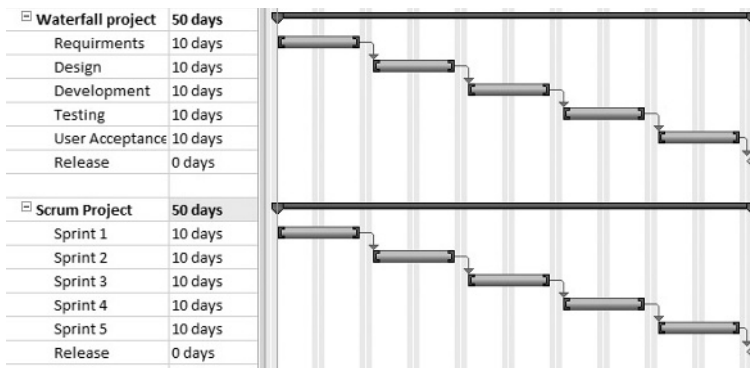 Waterfall project 50 days
Requirments 10 days
Design 10 days
Development 10 days
Testing 10 days
User Acceptance 10 days
Release 0 days
Scrum Project 50 days
Sprint 1 10 days
Sprint 2 10 days
Sprint 3 10 days
Sprint 4 10 days
Sprint 5 10 days
Release 0 days